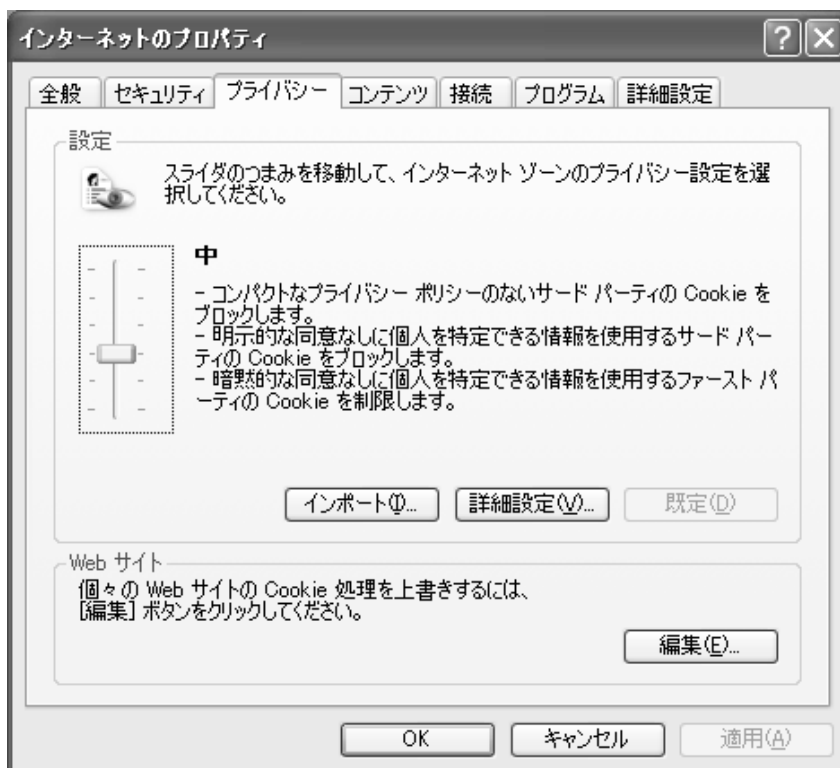 インターネットのプロパティ
全般 セキュリティ プライバシー コンテンツ 接続 プログラム 詳細設定
設定
スライダのつまみを移動して、インターネット ゾーンのプライバシー設定を選
択してください。
中
- コンパクトなプライバシー ポリシーのないサード パーティの Cookie を
ブロックします。
- 明示的な同意なしに個人を特定できる情報を使用するサード パー
ティの Cookie をブロックします。
- 暗黙的な同意なしに個人を特定できる情報を使用するファースト パ
ーティの Cookie を制限します。
インポート(I)... 詳細設定(V)... 既定(D)
Web サイト
個々の Web サイトの Cookie 処理を上書きするには、
[編集] ボタンをクリックしてください。
編集(E)...
OK キャンセル 適用(A)